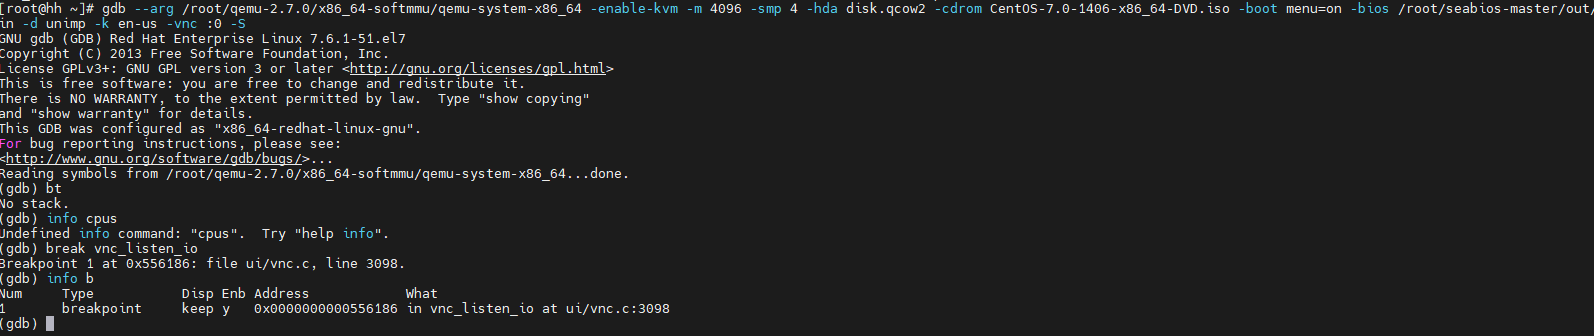 [root@hh ~]# gdb --arg /root/qemu-2.7.0/x86_64-softmmu/qemu-system-x86_64 -enable-kvm -m 4096 -smp 4 -hda disk.qcow2 -cdrom CentOS-7.0-1406-x86_64-DVD.iso -boot menu=on -bios /root/seabios-master/out/
in -d unimp -k en-us -vnc :0 -S
GNU gdb (GDB) Red Hat Enterprise Linux 7.6.1-51.el7
Copyright (C) 2013 Free Software Foundation, Inc.
License GPLv3+: GNU GPL version 3 or later <http://gnu.org/licenses/gpl.html>
This is free software: you are free to change and redistribute it.
There is NO WARRANTY, to the extent permitted by law.  Type "show copying"
and "show warranty" for details.
This GDB was configured as "x86_64-redhat-linux-gnu".
For bug reporting instructions, please see:
<http://www.gnu.org/software/gdb/bugs/>...
Reading symbols from /root/qemu-2.7.0/x86_64-softmmu/qemu-system-x86_64...done.
(gdb) bt
No stack.
(gdb) info cpus
Undefined info command: "cpus".  Try "help info".
(gdb) break vnc_listen_io
Breakpoint 1 at 0x556186: file ui/vnc.c, line 3098.
(gdb) info b
Num     Type           Disp Enb Address            What
1       breakpoint     keep y   0x0000000000556186 in vnc_listen_io at ui/vnc.c:3098
(gdb)